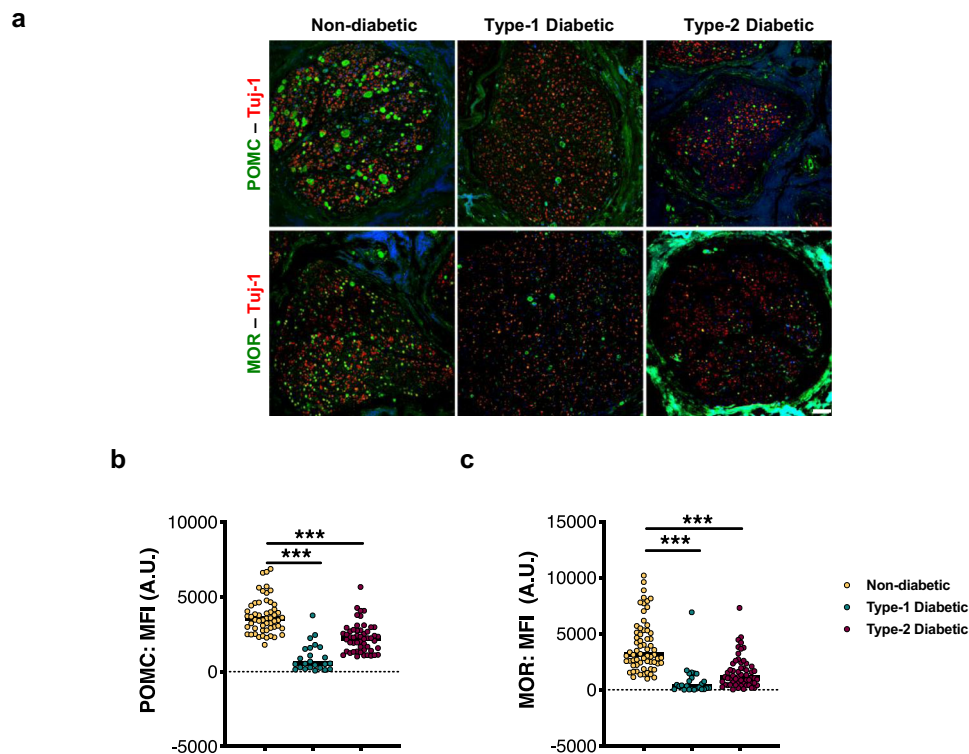 a
Non-diabetic
Type-1 Diabetic
Type-2 Diabetic
POMC – Tuj-1
MOR – Tuj-1
b
POMC: MFI (A.U.)
10000
5000
0
-5000
***
***
c
MOR: MFI (A.U.)
15000
10000
5000
0
-5000
***
***
Non-diabetic
Type-1 Diabetic
Type-2 Diabetic